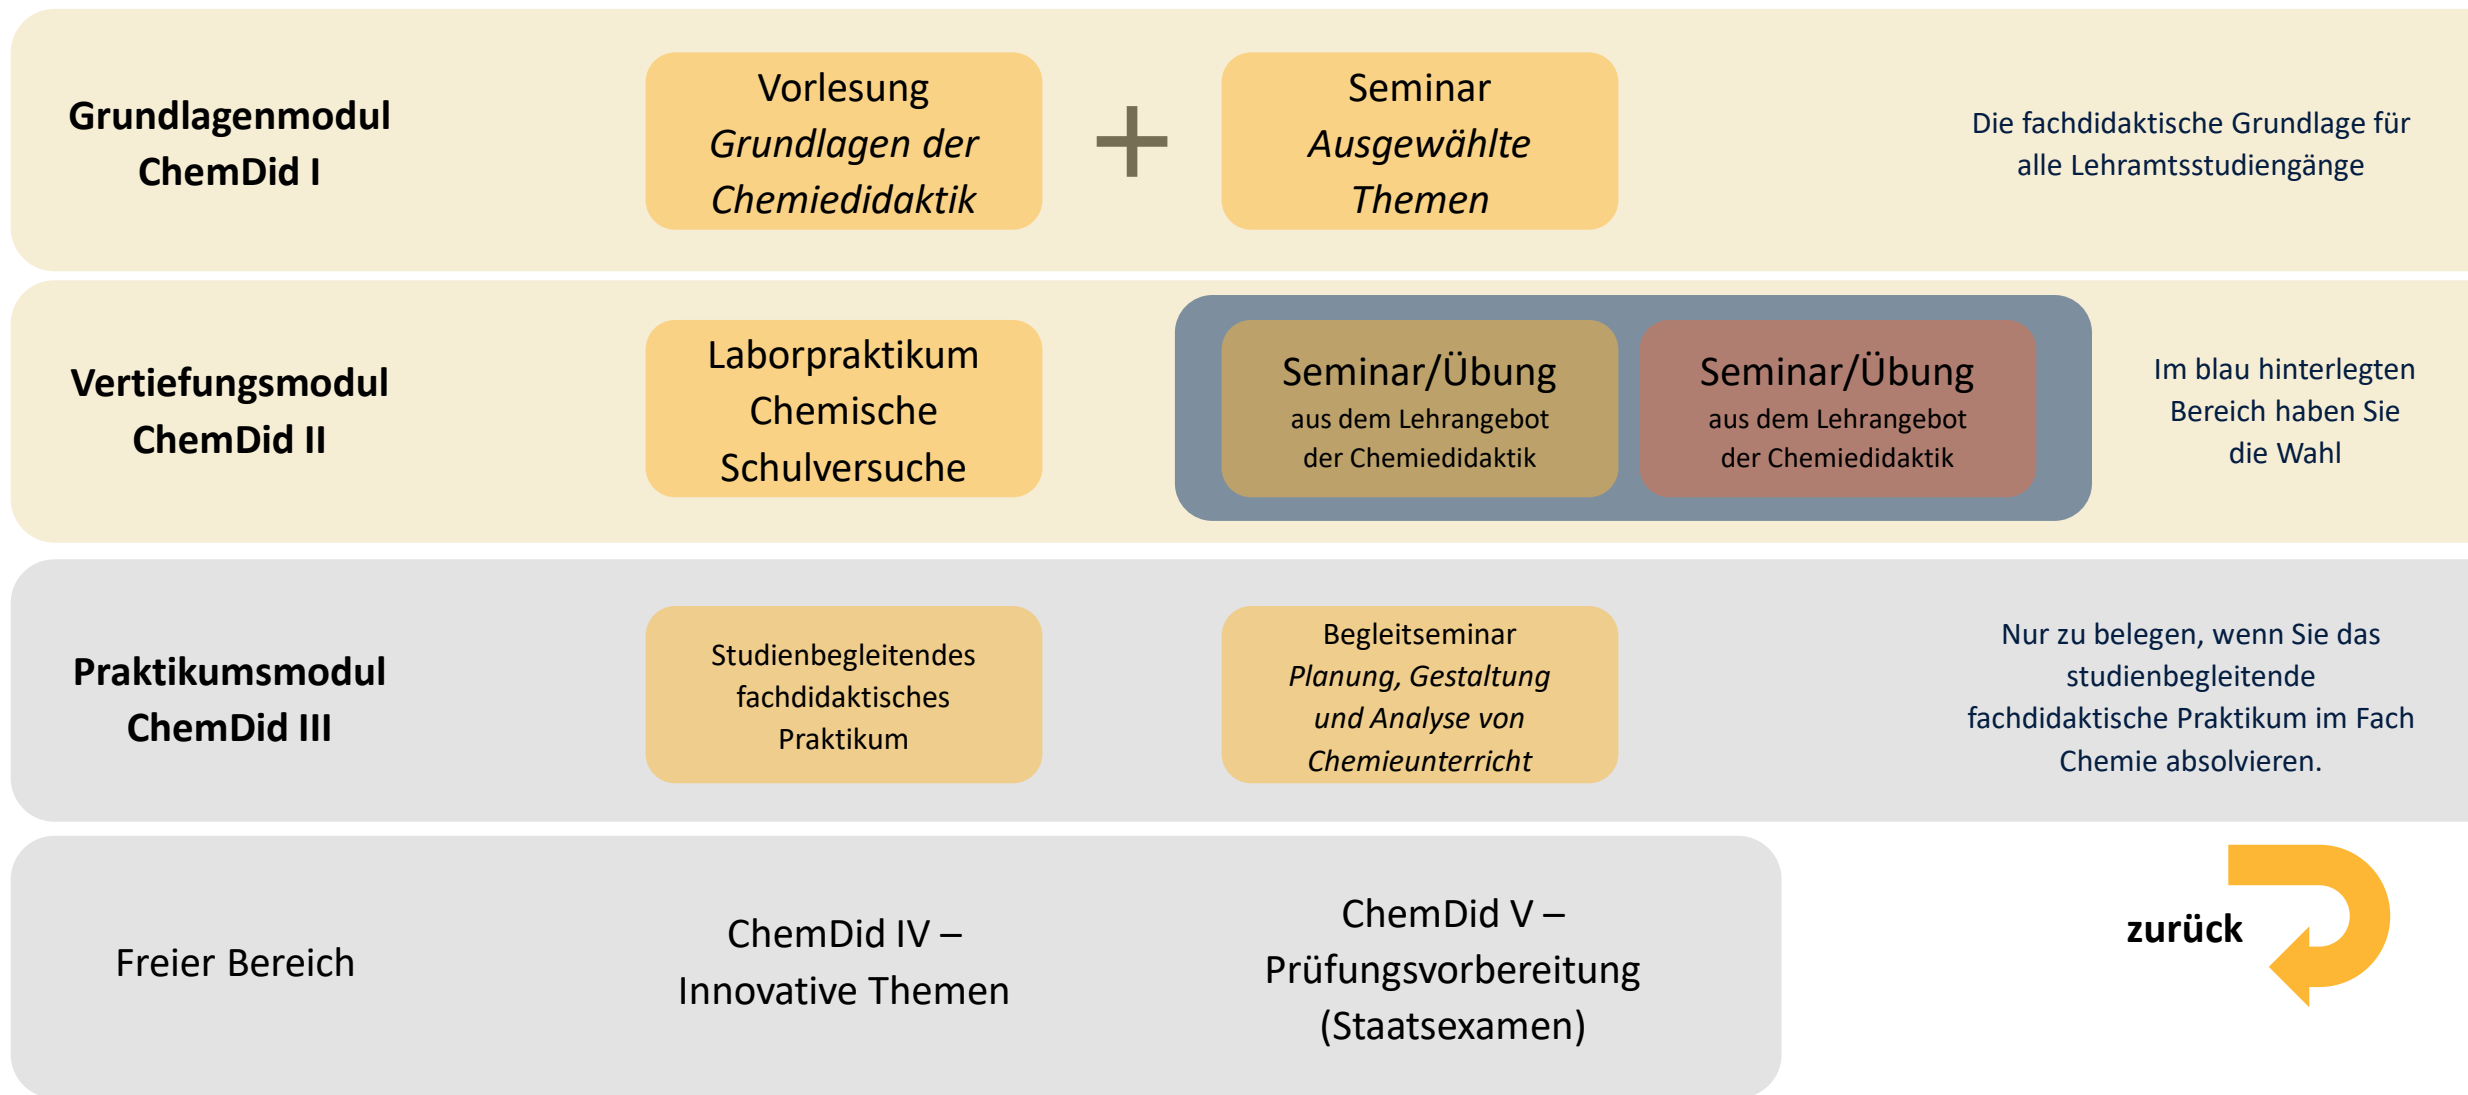 Grundlagenmodul
ChemDid I
Vorlesung
Grundlagen der
Chemiedidaktik
+
Seminar
Ausgewählte
Themen
Die fachdidaktische Grundlage für
alle Lehramtsstudiengänge
Vertiefungsmodul
ChemDid II
Laborpraktikum
Chemische
Schulversuche
Seminar/Übung
aus dem Lehrangebot
der Chemiedidaktik
Seminar/Übung
aus dem Lehrangebot
der Chemiedidaktik
Im blau hinterlegten
Bereich haben Sie
die Wahl
Praktikumsmodul
ChemDid III
Studienbegleitendes
fachdidaktisches
Praktikum
Begleitseminar
Planung, Gestaltung
und Analyse von
Chemieunterricht
Nur zu belegen, wenn Sie das
studienbegleitende
fachdidaktische Praktikum im Fach
Chemie absolvieren.
Freier Bereich
ChemDid IV –
Innovative Themen
ChemDid V –
Prüfungsvorbereitung
(Staatsexamen)
zurück